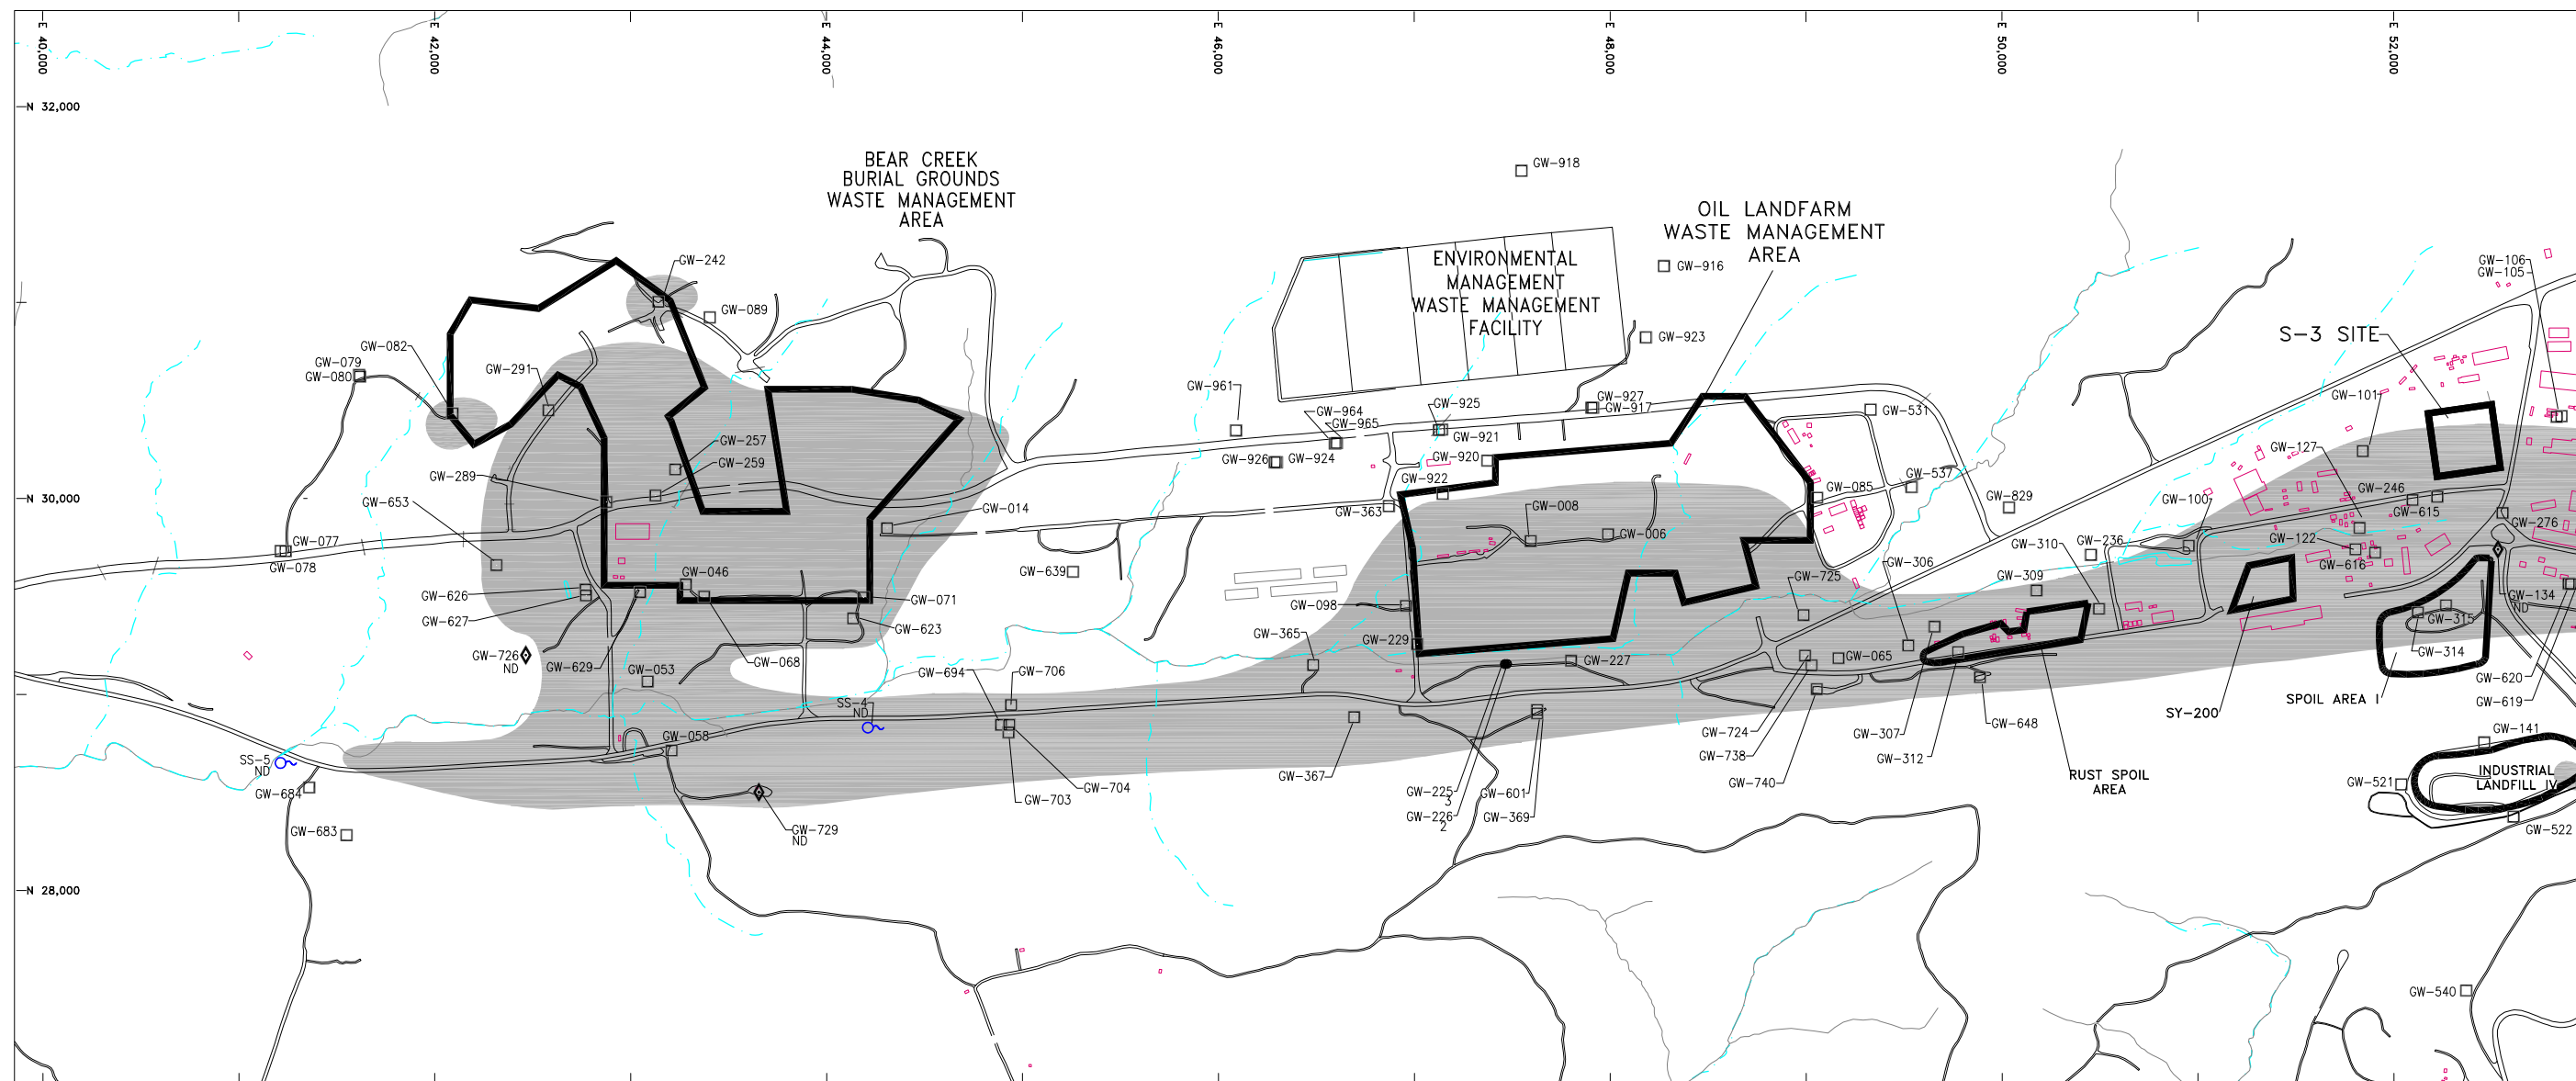 E 40,000
E 42,000
E 44,000
E 46,000
E 48,000
E 50,000
E 52,000
N 32,000
N 30,000
N 28,000
BEAR CREEK
BURIAL GROUNDS
WASTE MANAGEMENT
AREA
GW-918
OIL LANDFARM
WASTE MANAGEMENT
AREA
ENVIRONMENTAL
MANAGEMENT
WASTE MANAGEMENT
FACILITY
GW-916
GW-923
GW-106
GW-105
S-3 SITE
GW-242
GW-089
GW-082
GW-079
GW-080
GW-291
GW-961
GW-964
GW-965
GW-925
GW-927
GW-917
GW-531
GW-101
GW-257
GW-259
GW-289
GW-653
GW-926
GW-924
GW-921
GW-920
GW-922
GW-363
GW-085
GW-537
GW-829
GW-127
GW-100
GW-246
GW-615
GW-276
GW-014
GW-008
GW-006
GW-077
GW-078
GW-639
GW-310
GW-236
GW-122
GW-616
GW-306
GW-309
GW-725
GW-046
GW-626
GW-627
GW-071
GW-623
GW-098
GW-365
GW-229
GW-134
ND
GW-315
GW-314
GW-726
ND
GW-629
GW-053
GW-068
GW-694
GW-706
GW-227
GW-065
GW-620
GW-619
SPOIL AREA I
SY-200
SS-4
ND
GW-648
GW-724
GW-738
GW-740
GW-307
GW-312
GW-058
SS-5
ND
GW-684
GW-683
GW-704
GW-703
GW-367
GW-225
3
GW-226
2
GW-601
GW-369
RUST SPOIL
AREA
GW-141
GW-521
INDUSTRIAL
LANDFILL IV
GW-522
GW-729
ND
GW-540